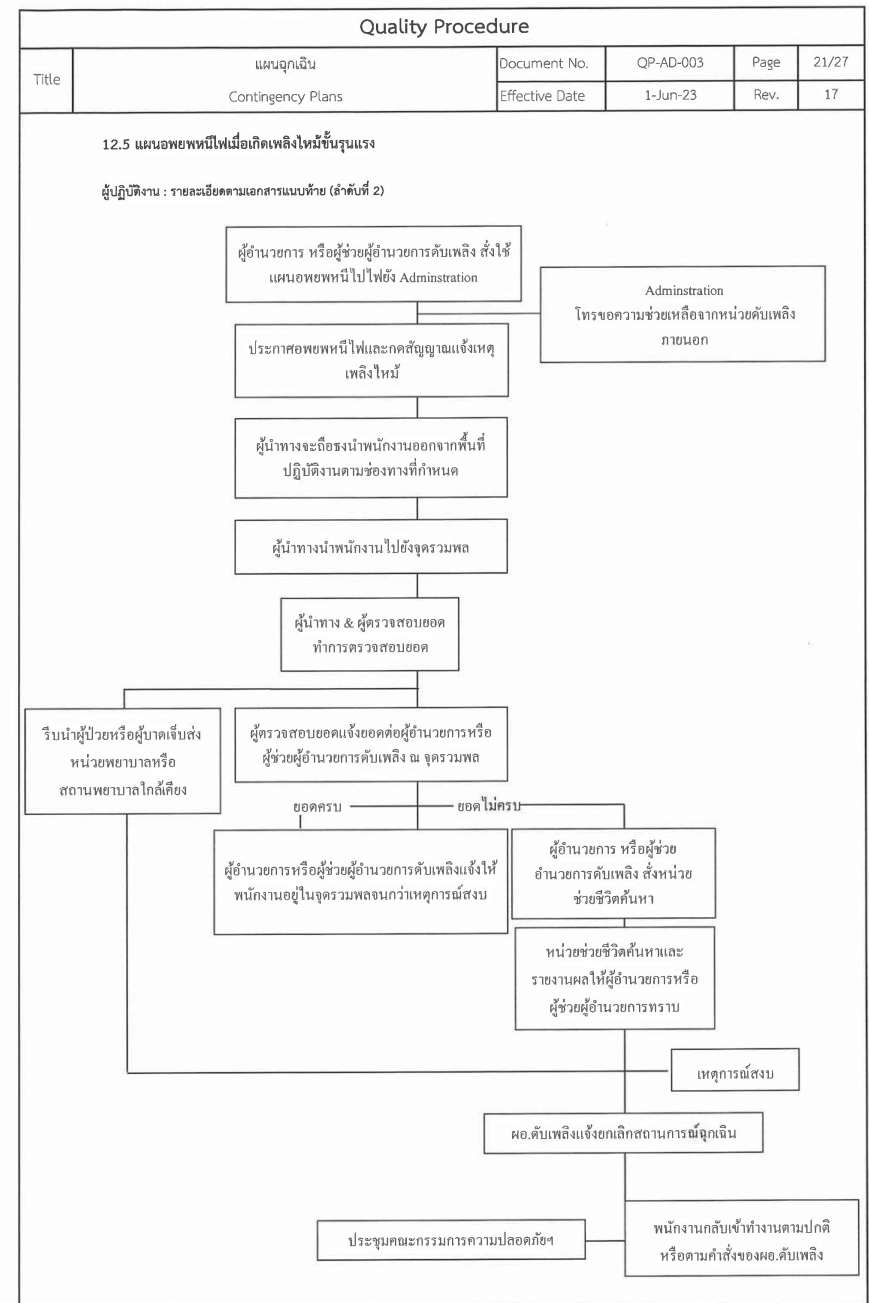 Quality Procedure
Title
แผนฉุกเฉิน
Contingency Plans
Document No.
QP-AD-003
Page
21/27
Effective Date
1-Jun-23
Rev.
17
12.5 แผนอพยพหนีไฟเมื่อเกิดเพลิงไหม้ขั้นรุนแรง
ผู้ปฏิบัติงาน : รายละเอียดตามเอกสารแนบท้าย (ลำดับที่ 2)
ผู้อำนวยการ หรือผู้ช่วยผู้อำนวยการดับเพลิง สั่งใช้
แผนอพยพหนีไปไฟยัง Adminstration
Adminstration
โทรขอความช่วยเหลือจากหน่วยดับเพลิง
ภายนอก
ประกาศอพยพหนีไฟและกดสัญญาณแจ้งเหตุ
เพลิงไหม้
ผู้นำทางจะถือธงนำพนักงานออกจากพื้นที่
ปฏิบัติงานตามช่องทางที่กำหนด
ผู้นำทางนำพนักงานไปยังจุดรวมพล
ผู้นำทาง & ผู้ตรวจสอบยอด
ทำการตรวจสอบยอด
รีบนำผู้ป่วยหรือผู้บาดเจ็บส่ง
หน่วยพยาบาลหรือ
สถานพยาบาลใกล้เคียง
ผู้ตรวจสอบยอดแจ้งยอดต่อผู้อำนวยการหรือ
ผู้ช่วยผู้อำนวยการดับเพลิง ณ จุดรวมพล
ยอดครบ
ยอดไม่ครบ
ผู้อำนวยการหรือผู้ช่วยผู้อำนวยการดับเพลิงแจ้งให้
พนักงานอยู่ในจุดรวมพลจนกว่าเหตุการณ์สงบ
ผู้อำนวยการ หรือผู้ช่วย
อำนวยการดับเพลิง สั่งหน่วย
ช่วยชีวิตค้นหา
หน่วยช่วยชีวิตค้นหาและ
รายงานผลให้ผู้อำนวยการหรือ
ผู้ช่วยผู้อำนวยการทราบ
เหตุการณ์สงบ
ผอ.ดับเพลิงแจ้งยกเลิกสถานการณ์ฉุกเฉิน
พนักงานกลับเข้าทำงานตามปกติ
หรือตามคำสั่งของผอ.ดับเพลิง
ประชุมคณะกรรมการความปลอดภัยฯ